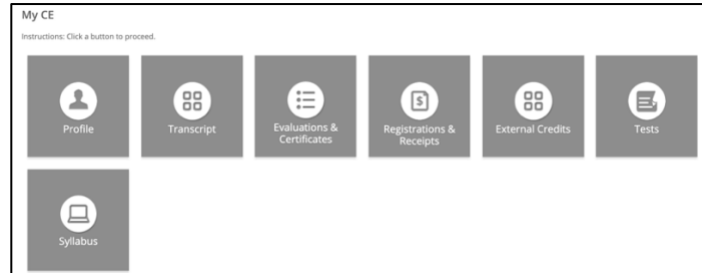 My CE
Instructions: Click a button to proceed.
Profile
Transcript
Evaluations &
Certificates
$
Registrations &
Receipts
External Credits
Tests
Syllabus